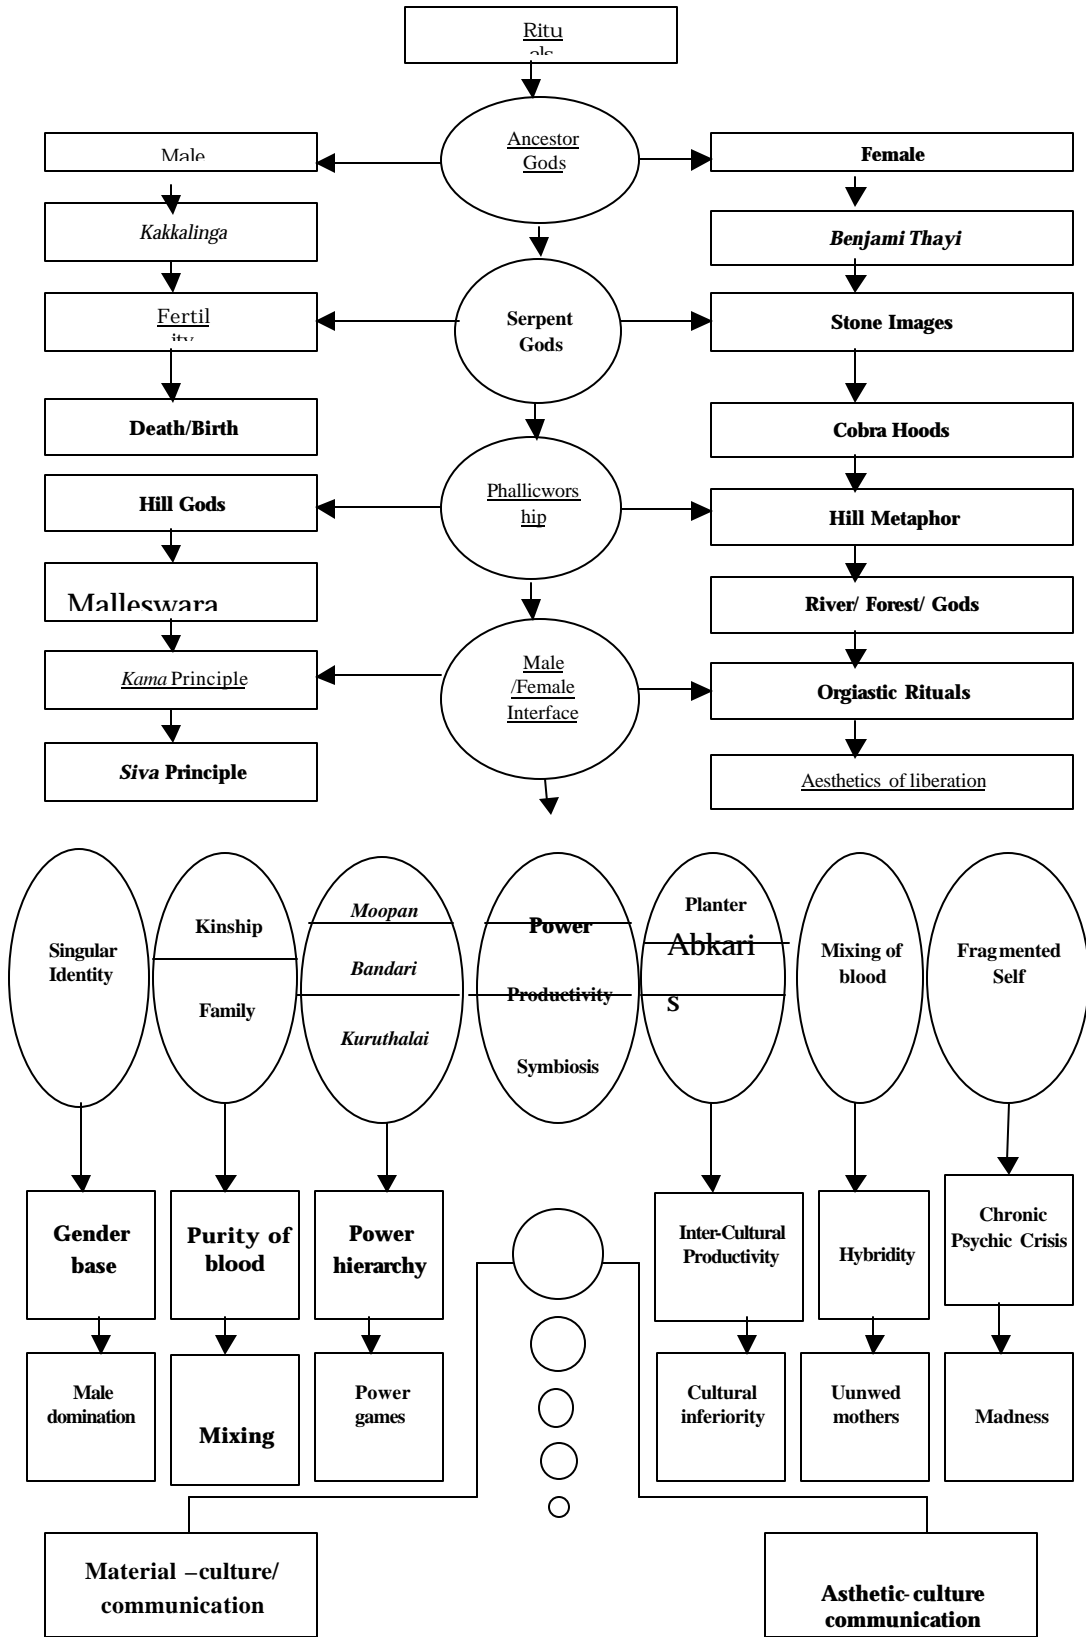 Ritu
als
Ancestor
Gods
Male
Female
Kakkalinga
Benjami Thayi
Serpent
Gods
Fertil
ity
Stone Images
Death/Birth
Cobra Hoods
Phallicwors
hip
Hill Gods
Hill Metaphor
Malleswara
River/ Forest/ Gods
Male
/Female
Interface
Kama Principle
Orgiastic Rituals
Siva Principle
Aesthetics of liberation
Singular
Identity
Kinship
Family
Moopan
Bandari
Kuruthalai
Power
Productivity
Symbiosis
Planter
Abkari
s
Mixing of
blood
Fragmented
Self
Gender
base
Purity of
blood
Power
hierarchy
Inter-Cultural
Productivity
Hybridity
Chronic
Psychic Crisis
Male
domination
Mixing
Power
games
Cultural
inferiority
Uunwed
mothers
Madness
Material –culture/
communication
Asthetic-culture
communication